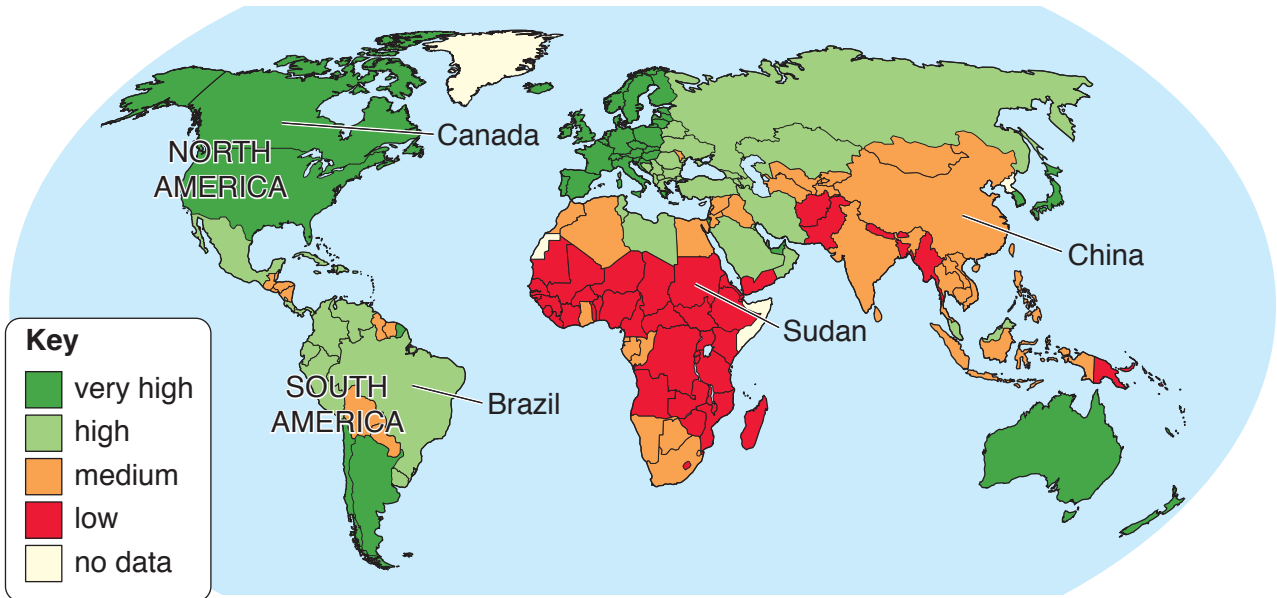 Canada
NORTH
AMERICA
China
Sudan
SOUTH
AMERICA
Brazil
Key
very high
high
medium
low
no data